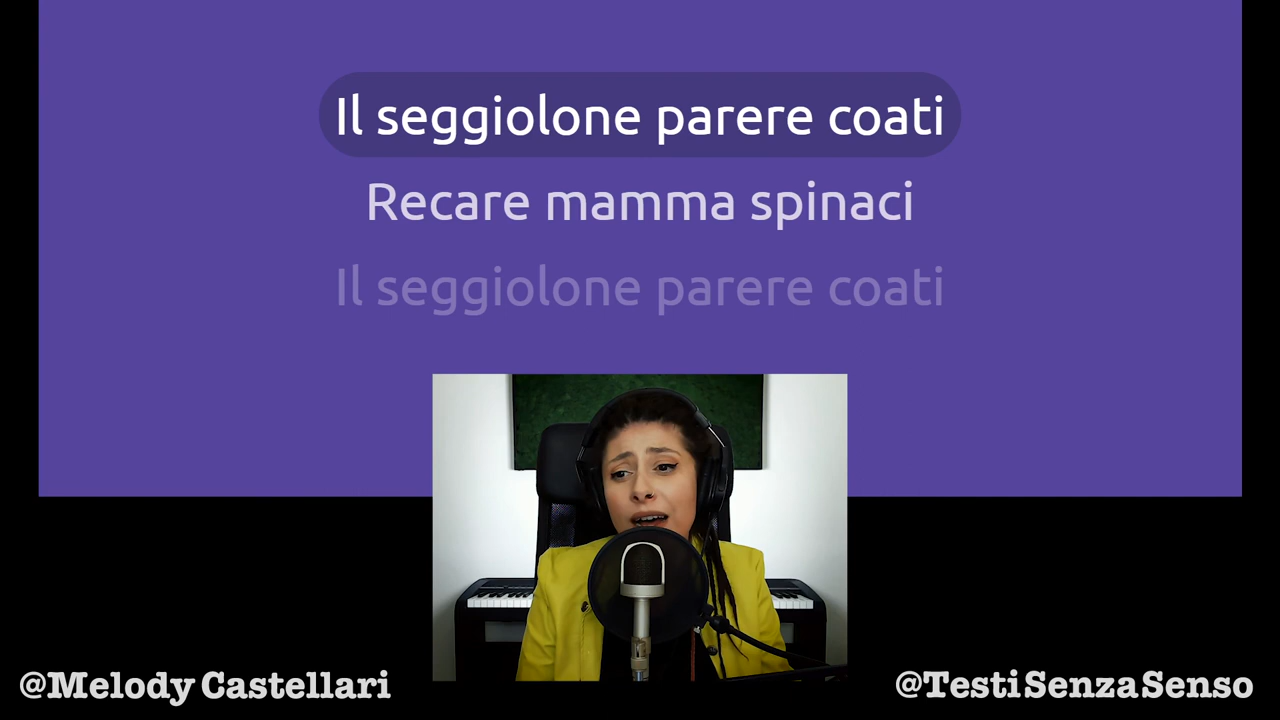 Il seggiolone parere coati
Recare mamma spinaci
Il seggiolone parere coati
@Melody Castellari
@TestiSenzaSenso